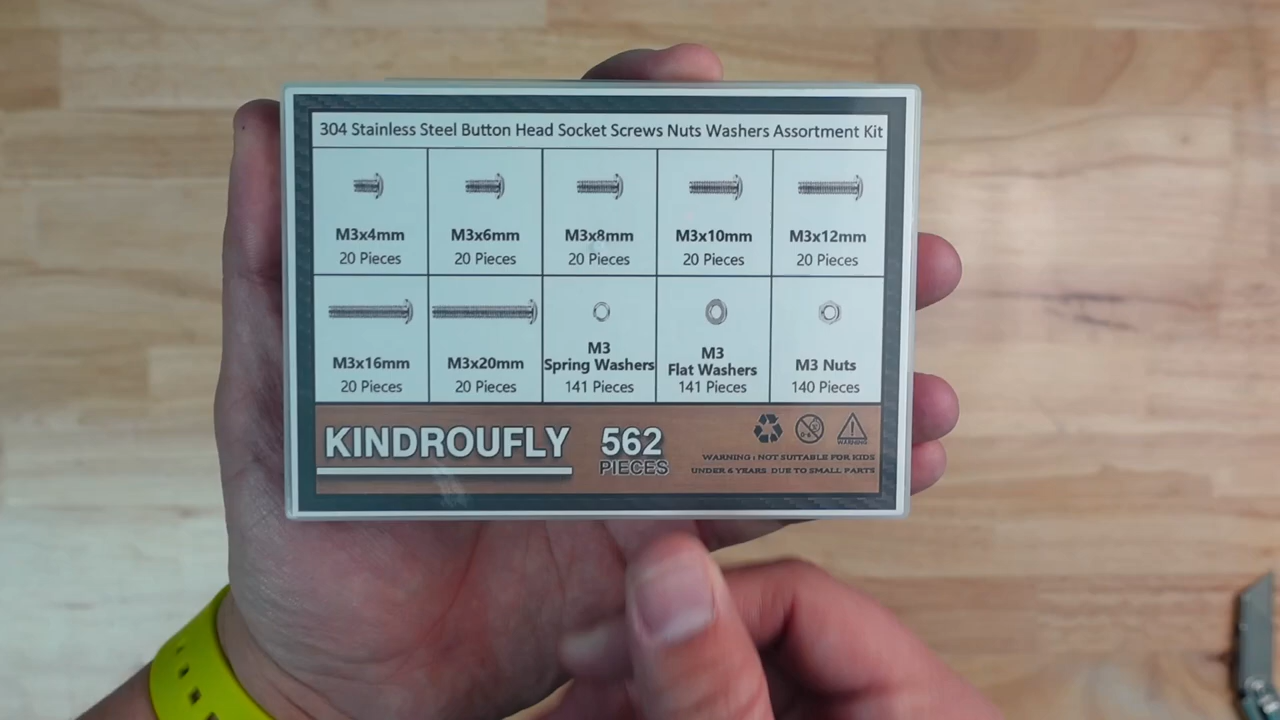 304 Stainless Steel Button Head Socket Screws Nuts Washers Assortment Kit
M3x4mm
20 Pieces
M3x6mm
20 Pieces
M3x8mm
20 Pieces
M3x10mm
20 Pieces
M3x12mm
20 Pieces
M3x16mm
20 Pieces
M3x20mm
20 Pieces
M3
Spring Washers
141 Pieces
M3
Flat Washers
141 Pieces
M3 Nuts
140 Pieces
KINDROUFLY
562
PIECES
WARNING
WARNING : NOT SUITABLE FOR KIDS
UNDER 6 YEARS DUE TO SMALL PARTS